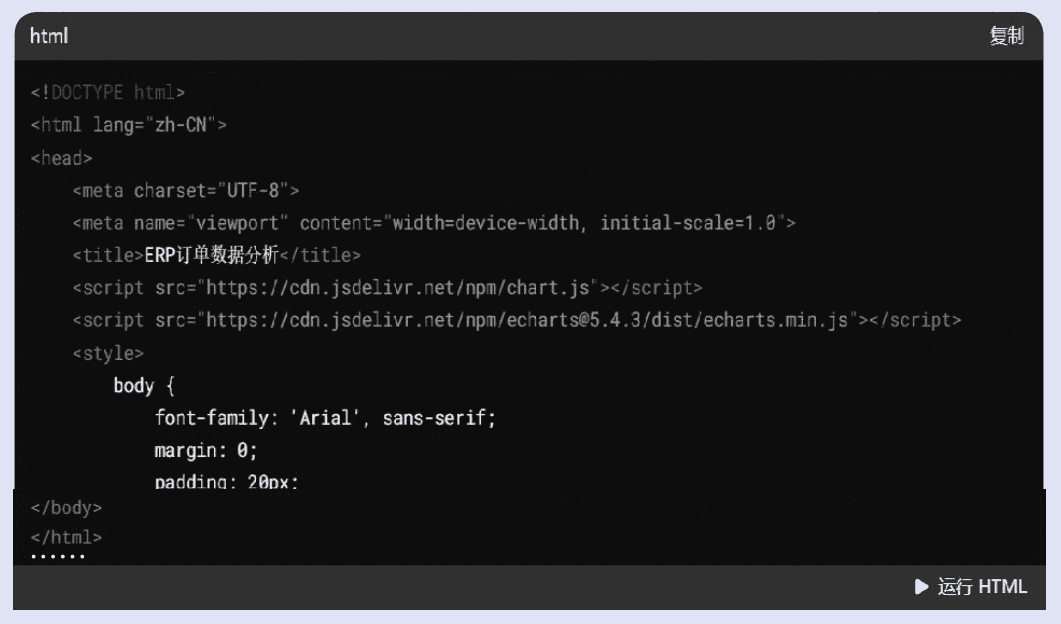 html
复制
<!DOCTYPE html>
<html lang="zh-CN">
<head>
    <meta charset="UTF-8">
    <meta name="viewport" content="width=device-width, initial-scale=1.0">
    <title>ERP订单数据分析</title>
    <script src="https://cdn.jsdelivr.net/npm/chart.js"></script>
    <script src="https://cdn.jsdelivr.net/npm/echarts@5.4.3/dist/echarts.min.js"></script>
    <style>
        body {
            font-family: 'Arial', sans-serif;
            margin: 0;
            padding: 20px;
</body>
</html>
······
运行 HTML